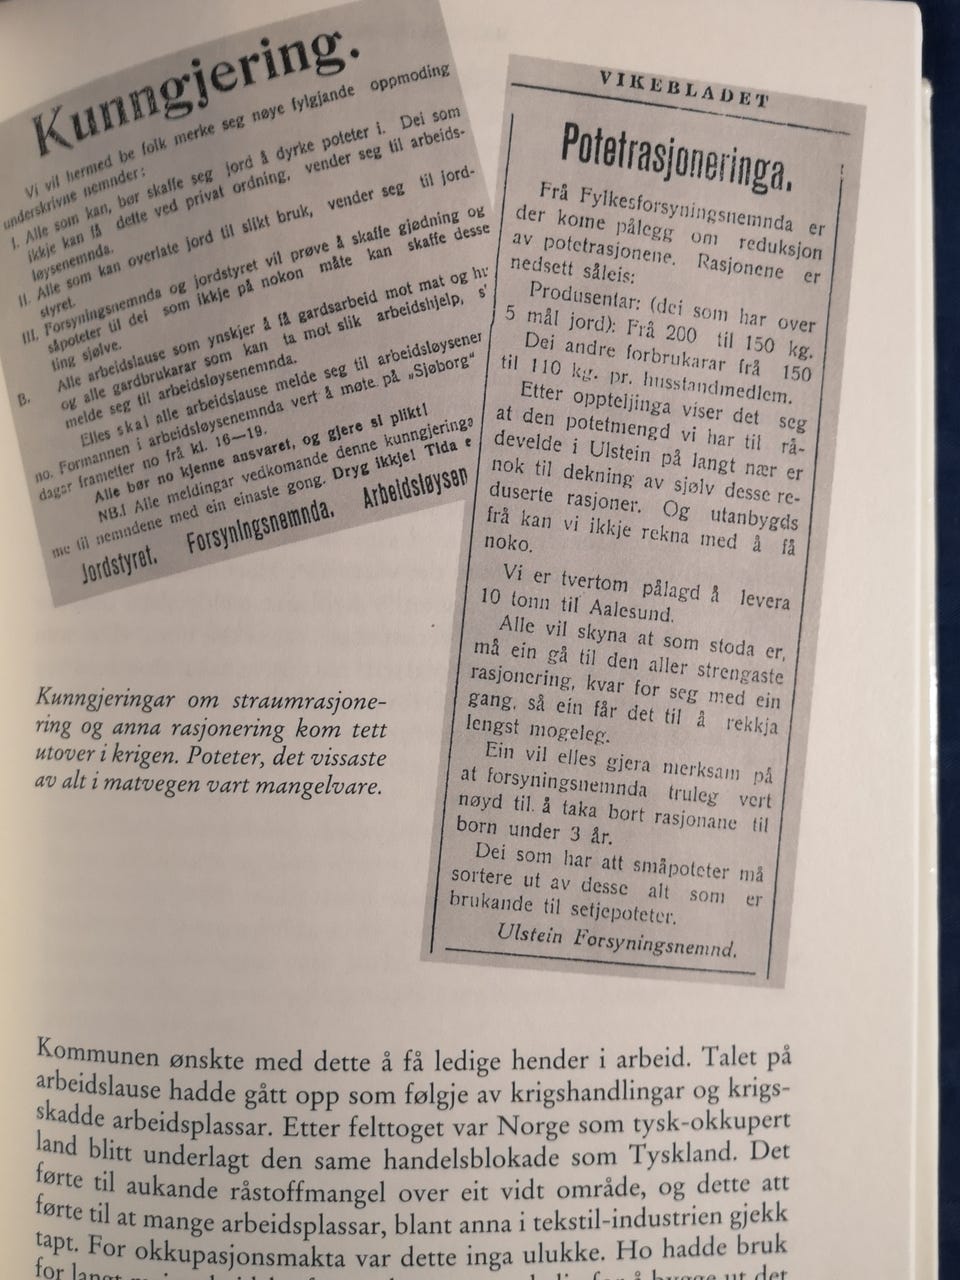 Kunngjering.
Vi vil hermed be folk merke seg nøye fylgjande oppmoding
underskrivne nemnder:
I. Alle som kan, bør skaffe seg jord å dyrke poteter i. Dei som
ikkje kan få dette ved privat ordning, vender seg til arbeids-
løysenemnda.
II. Alle som kan overlate jord til slikt bruk, vender seg til jord-
styret.
III. Forsyningsnemnda og jordstyret vil prøve å skaffe gjødning og
såpoteter til dei som ikkje på nokon måte kan skaffe desse
ting sjølve.
B. Alle arbeidslause som ynskjer å få gardsarbeid mot mat og
og alle gardbrukarar som kan ta mot slik arbeidshjelp,
melde seg til arbeidsløysenemnda.
Elles skal alle arbeidslause melde seg til arbeidsløysenem
no. Formannen i arbeidsløysenemnda vert å møte på „Sjøborg"
dagar frametter no frå kl. 16—19.
Alle bør no kjenne ansvaret, og gjere si plikt!
NB.! Alle meldingar vedkomande denne kunngjeringa
me til nemndene med ein einaste gong. Dryg ikkje! Tida e
Jordstyret. Forsyningsnemnda. Arbeidsløysen
VIKEBLADET
Potetrasjoneringa.
Frå Fylkesforsyningsnemnda er
der kome pålegg om reduksjon
av potetrasjonene. Rasjonene er
nedsett såleis:
Produsentar: (dei som har over
5 mål jord): Frå 200 til 150 kg.
Dei andre forbrukarar frå 150
til 110 kg. pr. husstandmedlem.
Etter oppteljinga viser det seg
at den potetmengd vi har til rå-
develde i Ulstein på langt nær er
nok til dekning av sjølv desse re-
duserte rasjoner. Og utanbygds
frå kan vi ikkje rekna med å få
noko.
Vi er tvertom pålagd å levera
10 tonn til Aalesund.
Alle vil skyna at som stoda er,
må ein gå til den aller strengaste
rasjonering, kvar for seg med ein
gang, så ein får det til å rekkja
lengst mogeleg.
Ein vil elles gjera merksam på
at forsyningsnemnda truleg vert
nøyd til å taka bort rasjonane til
born under 3 år.
Dei som har att småpoteter må
sortere ut av desse alt som er
brukande til setjepoteter.
Ulstein Forsyningsnemnd.
Kunngjeringar om straumrasjone-
ring og anna rasjonering kom tett
utover i krigen. Poteter, det vissaste
av alt i matvegen vart mangelvare.
Kommunen ønskte med dette å få ledige hender i arbeid. Talet på
arbeidslause hadde gått opp som følgje av krigshandlingar og krigs-
skadde arbeidsplassar. Etter felttoget var Norge som tysk-okkupert
land blitt underlagt den same handelsblokade som Tyskland. Det
førte til aukande råstoffmangel over eit vidt område, og dette att
førte til at mange arbeidsplassar, blant anna i tekstil-industrien gjekk
tapt. For okkupasjonsmakta var dette inga ulukke. Ho hadde bruk